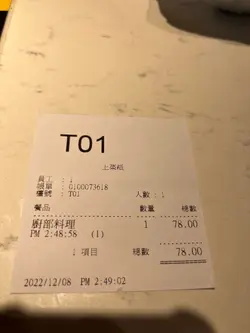 T01
上菜紙
員工 : 1
帳單 : 0100073618
檯號 : T01 人數 : 1
餐品 數量 總數
廚部料理 1 78.00
PM 2:48:58 (1)
1 項目 總數 78.00
2022/12/08 PM 2:49:02